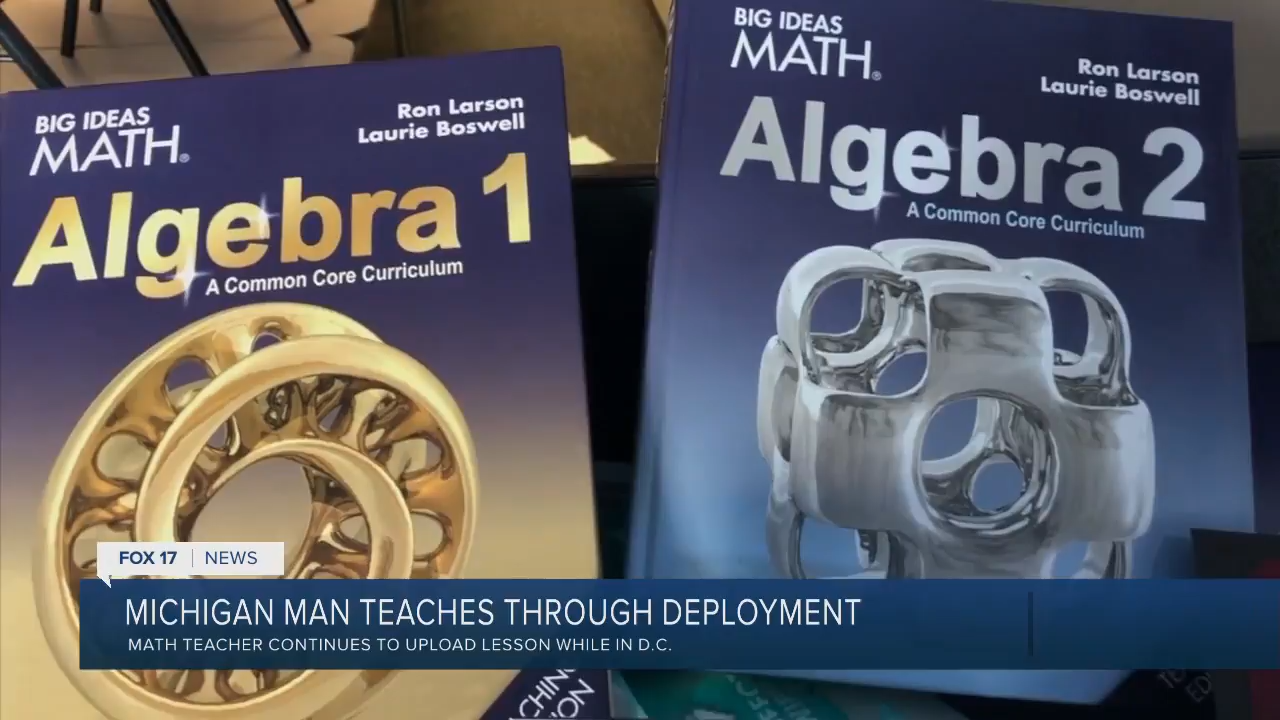 BIG IDEAS
MATH®
Ron Larson
Laurie Boswell
Algebra 1
A Common Core Curriculum
BIG IDEAS
MATH®
Ron Larson
Laurie Boswell
Algebra 2
A Common Core Curriculum
FOX 17 | NEWS
MICHIGAN MAN TEACHES THROUGH DEPLOYMENT
MATH TEACHER CONTINUES TO UPLOAD LESSON WHILE IN D.C.